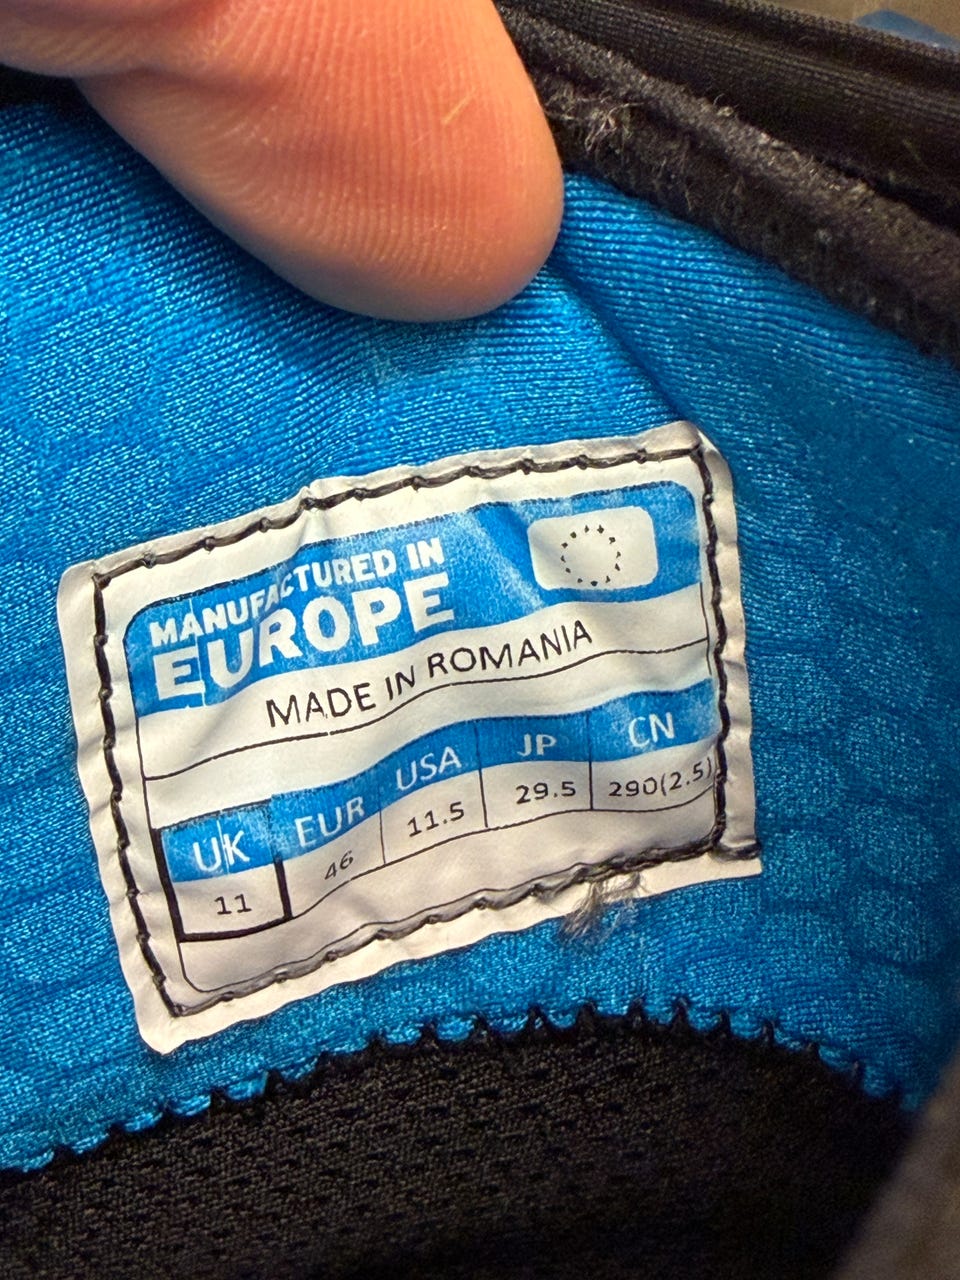 MANUFACTURED IN
EUROPE
MADE IN ROMANIA
UK EUR USA JP CN
11 46 11.5 29.5 290(2.5)